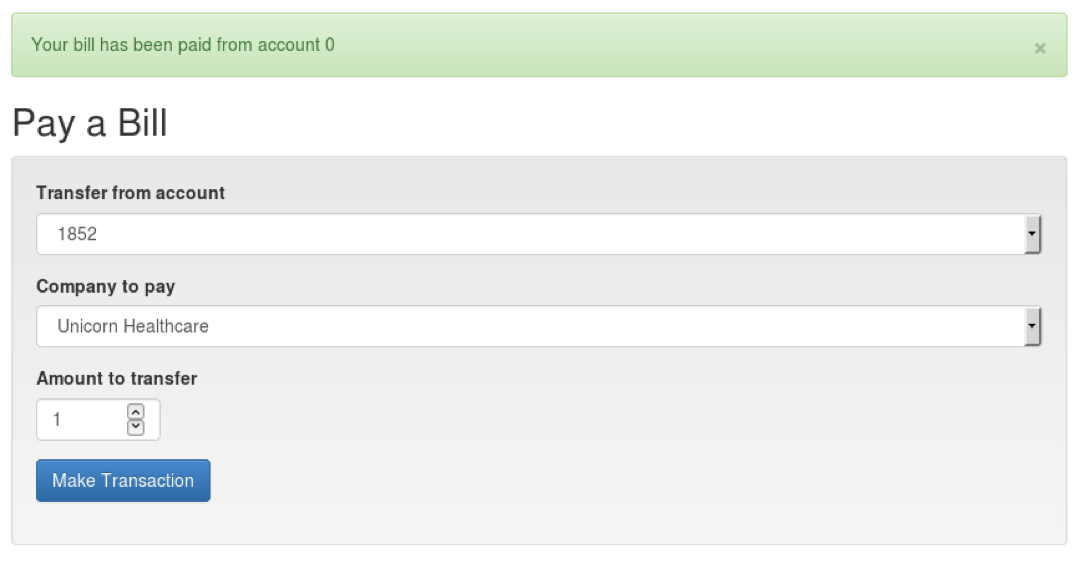 Your bill has been paid from account 0
×
Pay a Bill
Transfer from account
1852
Company to pay
Unicorn Healthcare
Amount to transfer
1
Make Transaction